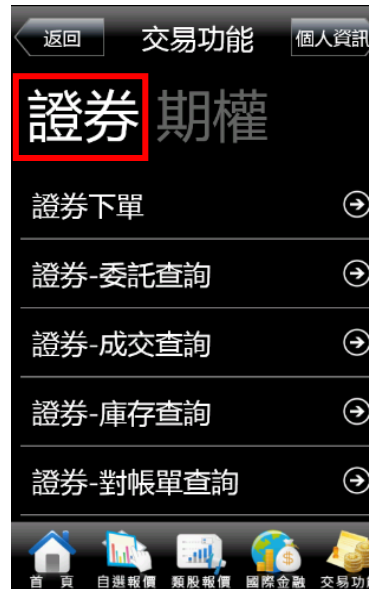 返回 交易功能 個人資訊
證券 期權
證券下單
證券-委託查詢
證券-成交查詢
證券-庫存查詢
證券-對帳單查詢
首 頁 自選報價 類股報價 國際金融 交易功